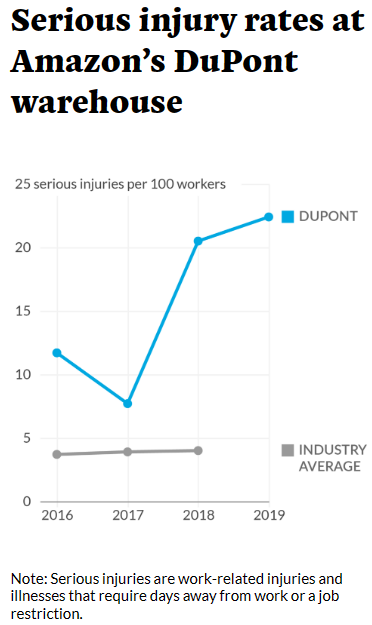 Serious injury rates at
Amazon’s DuPont
warehouse
25 serious injuries per 100 workers
DUPONT
20
15
10
5
INDUSTRY
AVERAGE
0
2016 2017 2018 2019
Note: Serious injuries are work-related injuries and
illnesses that require days away from work or a job
restriction.